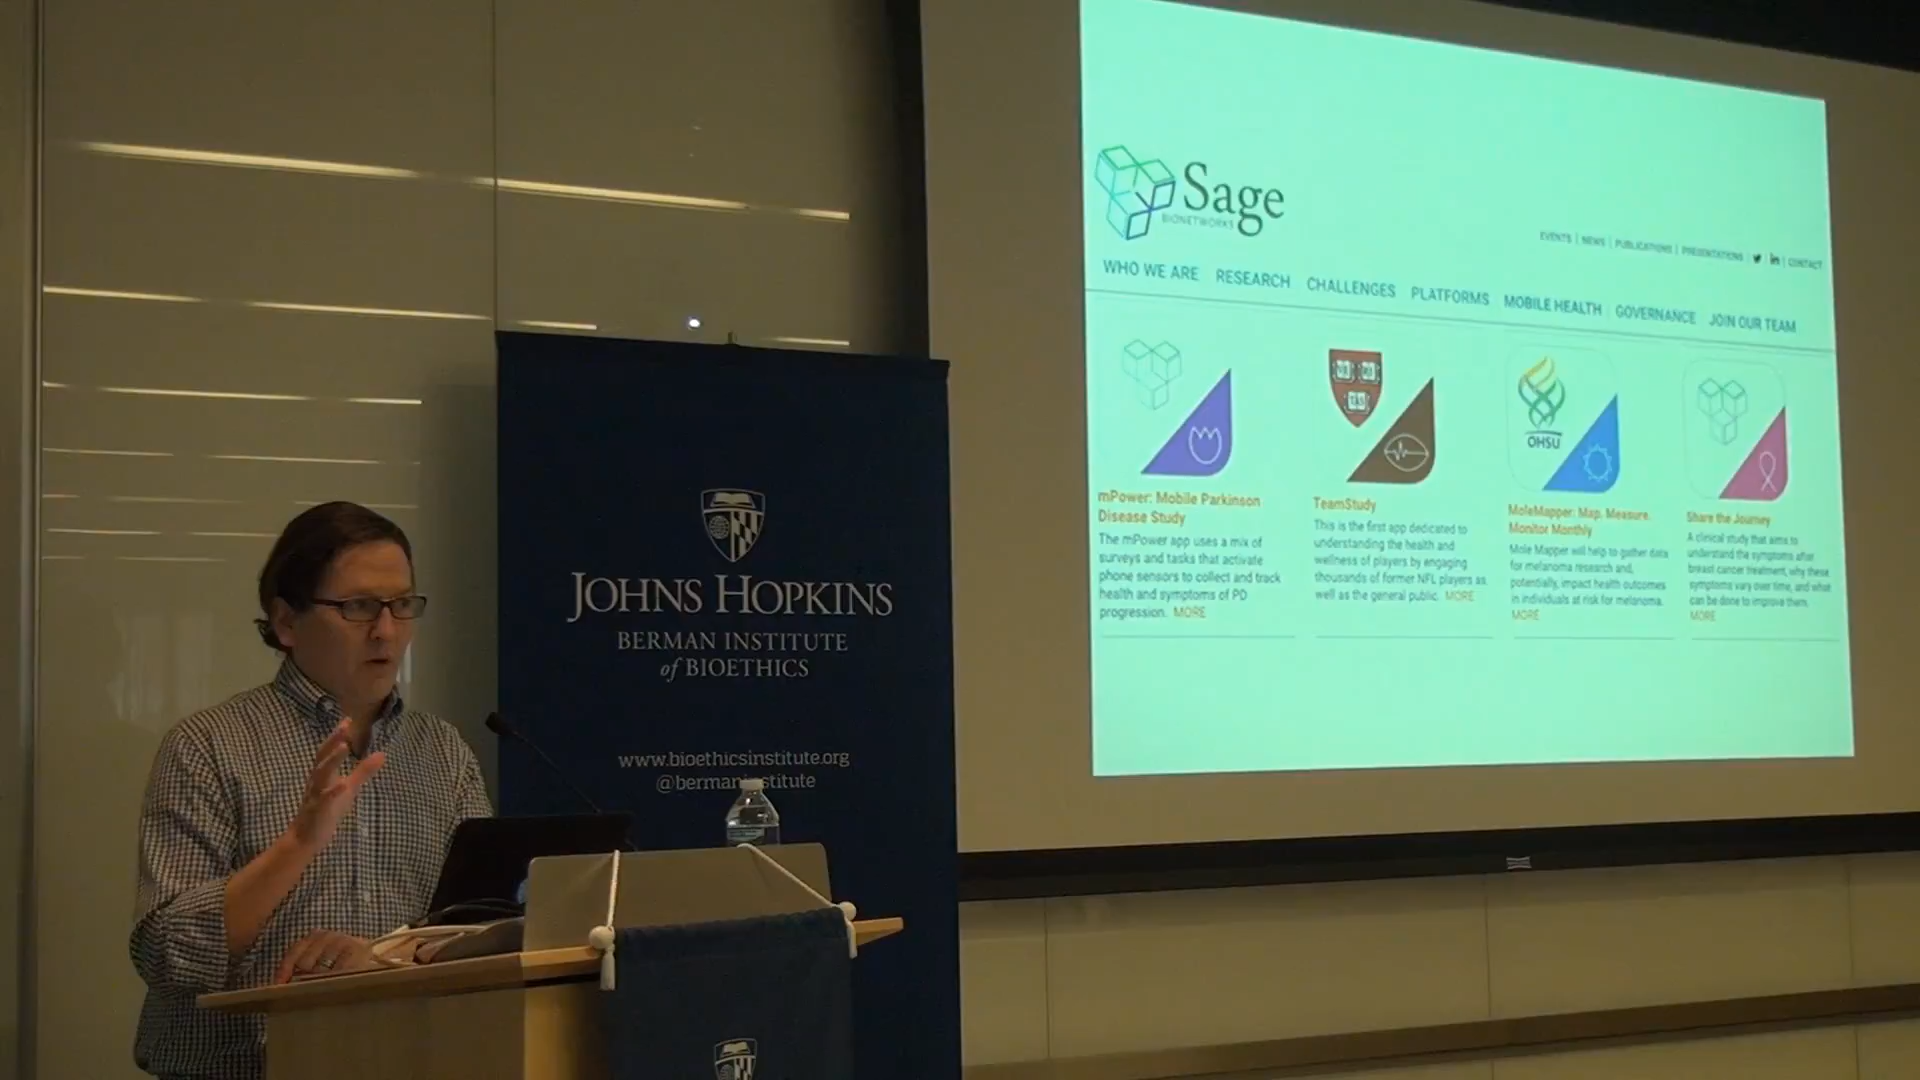 JOHNS HOPKINS
BERMAN INSTITUTE
of BIOETHICS
www.bioethicsinstitute.org
Sage
BIONETWORKS
EVENTS | NEWS | PUBLICATIONS | PRESENTATIONS | | in | CONTACT
WHO WE ARE RESEARCH CHALLENGES PLATFORMS MOBILE HEALTH GOVERNANCE JOIN OUR TEAM
mPower: Mobile Parkinson
Disease Study
The mPower app uses a mix of
surveys and tasks that activate
phone sensors to collect and track
health and symptoms of PD
progression. MORE
TeamStudy
This is the first app dedicated to
understanding the health and
wellness of players by engaging
thousands of former NFL players as
well as the general public. MORE
OHSU
MoleMapper: Map. Measure.
Monitor Monthly
Mole Mapper will help to gather data
for melanoma research and,
potentially, impact health outcomes
in individuals at risk for melanoma.
MORE
Share the Journey
A clinical study that aims to
understand the symptoms after
breast cancer treatment, why these
symptoms vary over time, and what
can be done to improve them.
MORE